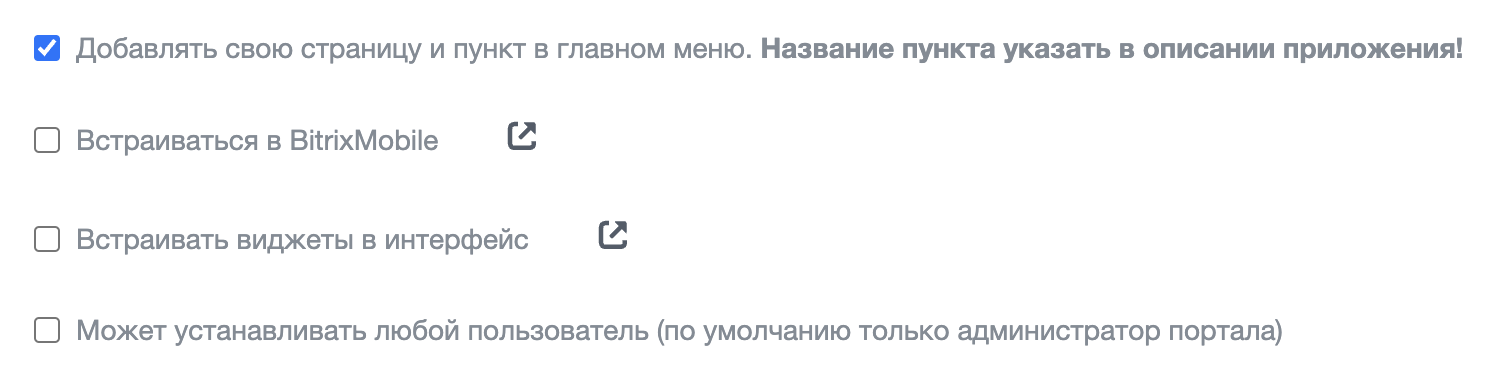 Добавлять свою страницу и пункт в главном меню. Название пункта указать в описании приложения!
Встраиваться в BitrixMobile
Встраивать виджеты в интерфейс
Может устанавливать любой пользователь (по умолчанию только администратор портала)